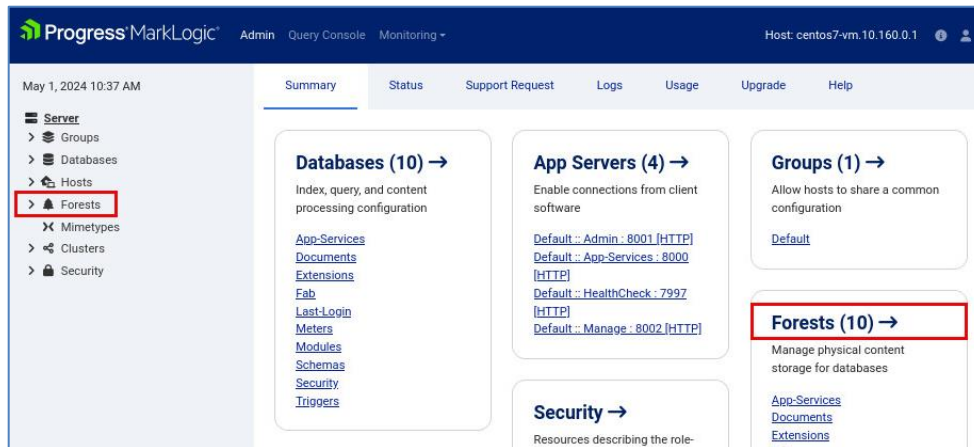 Progress MarkLogic Admin Query Console Monitoring Host: centos7-vm.10.160.0.1
May 1, 2024 10:37 AM
Summary Status Support Request Logs Usage Upgrade Help
Server
Groups
Databases
Hosts
Forests
Mimetypes
Clusters
Security
Databases (10) →
Index, query, and content
processing configuration
App-Services
Documents
Extensions
Fab
Last-Login
Meters
Modules
Schemas
Security
Triggers
App Servers (4) →
Enable connections from client
software
Default :: Admin : 8001 [HTTP]
Default :: App-Services : 8000
[HTTP]
Default :: HealthCheck : 7997
[HTTP]
Default :: Manage : 8002 [HTTP]
Security →
Resources describing the role-
Groups (1) →
Allow hosts to share a common
configuration
Default
Forests (10) →
Manage physical content
storage for databases
App-Services
Documents
Extensions